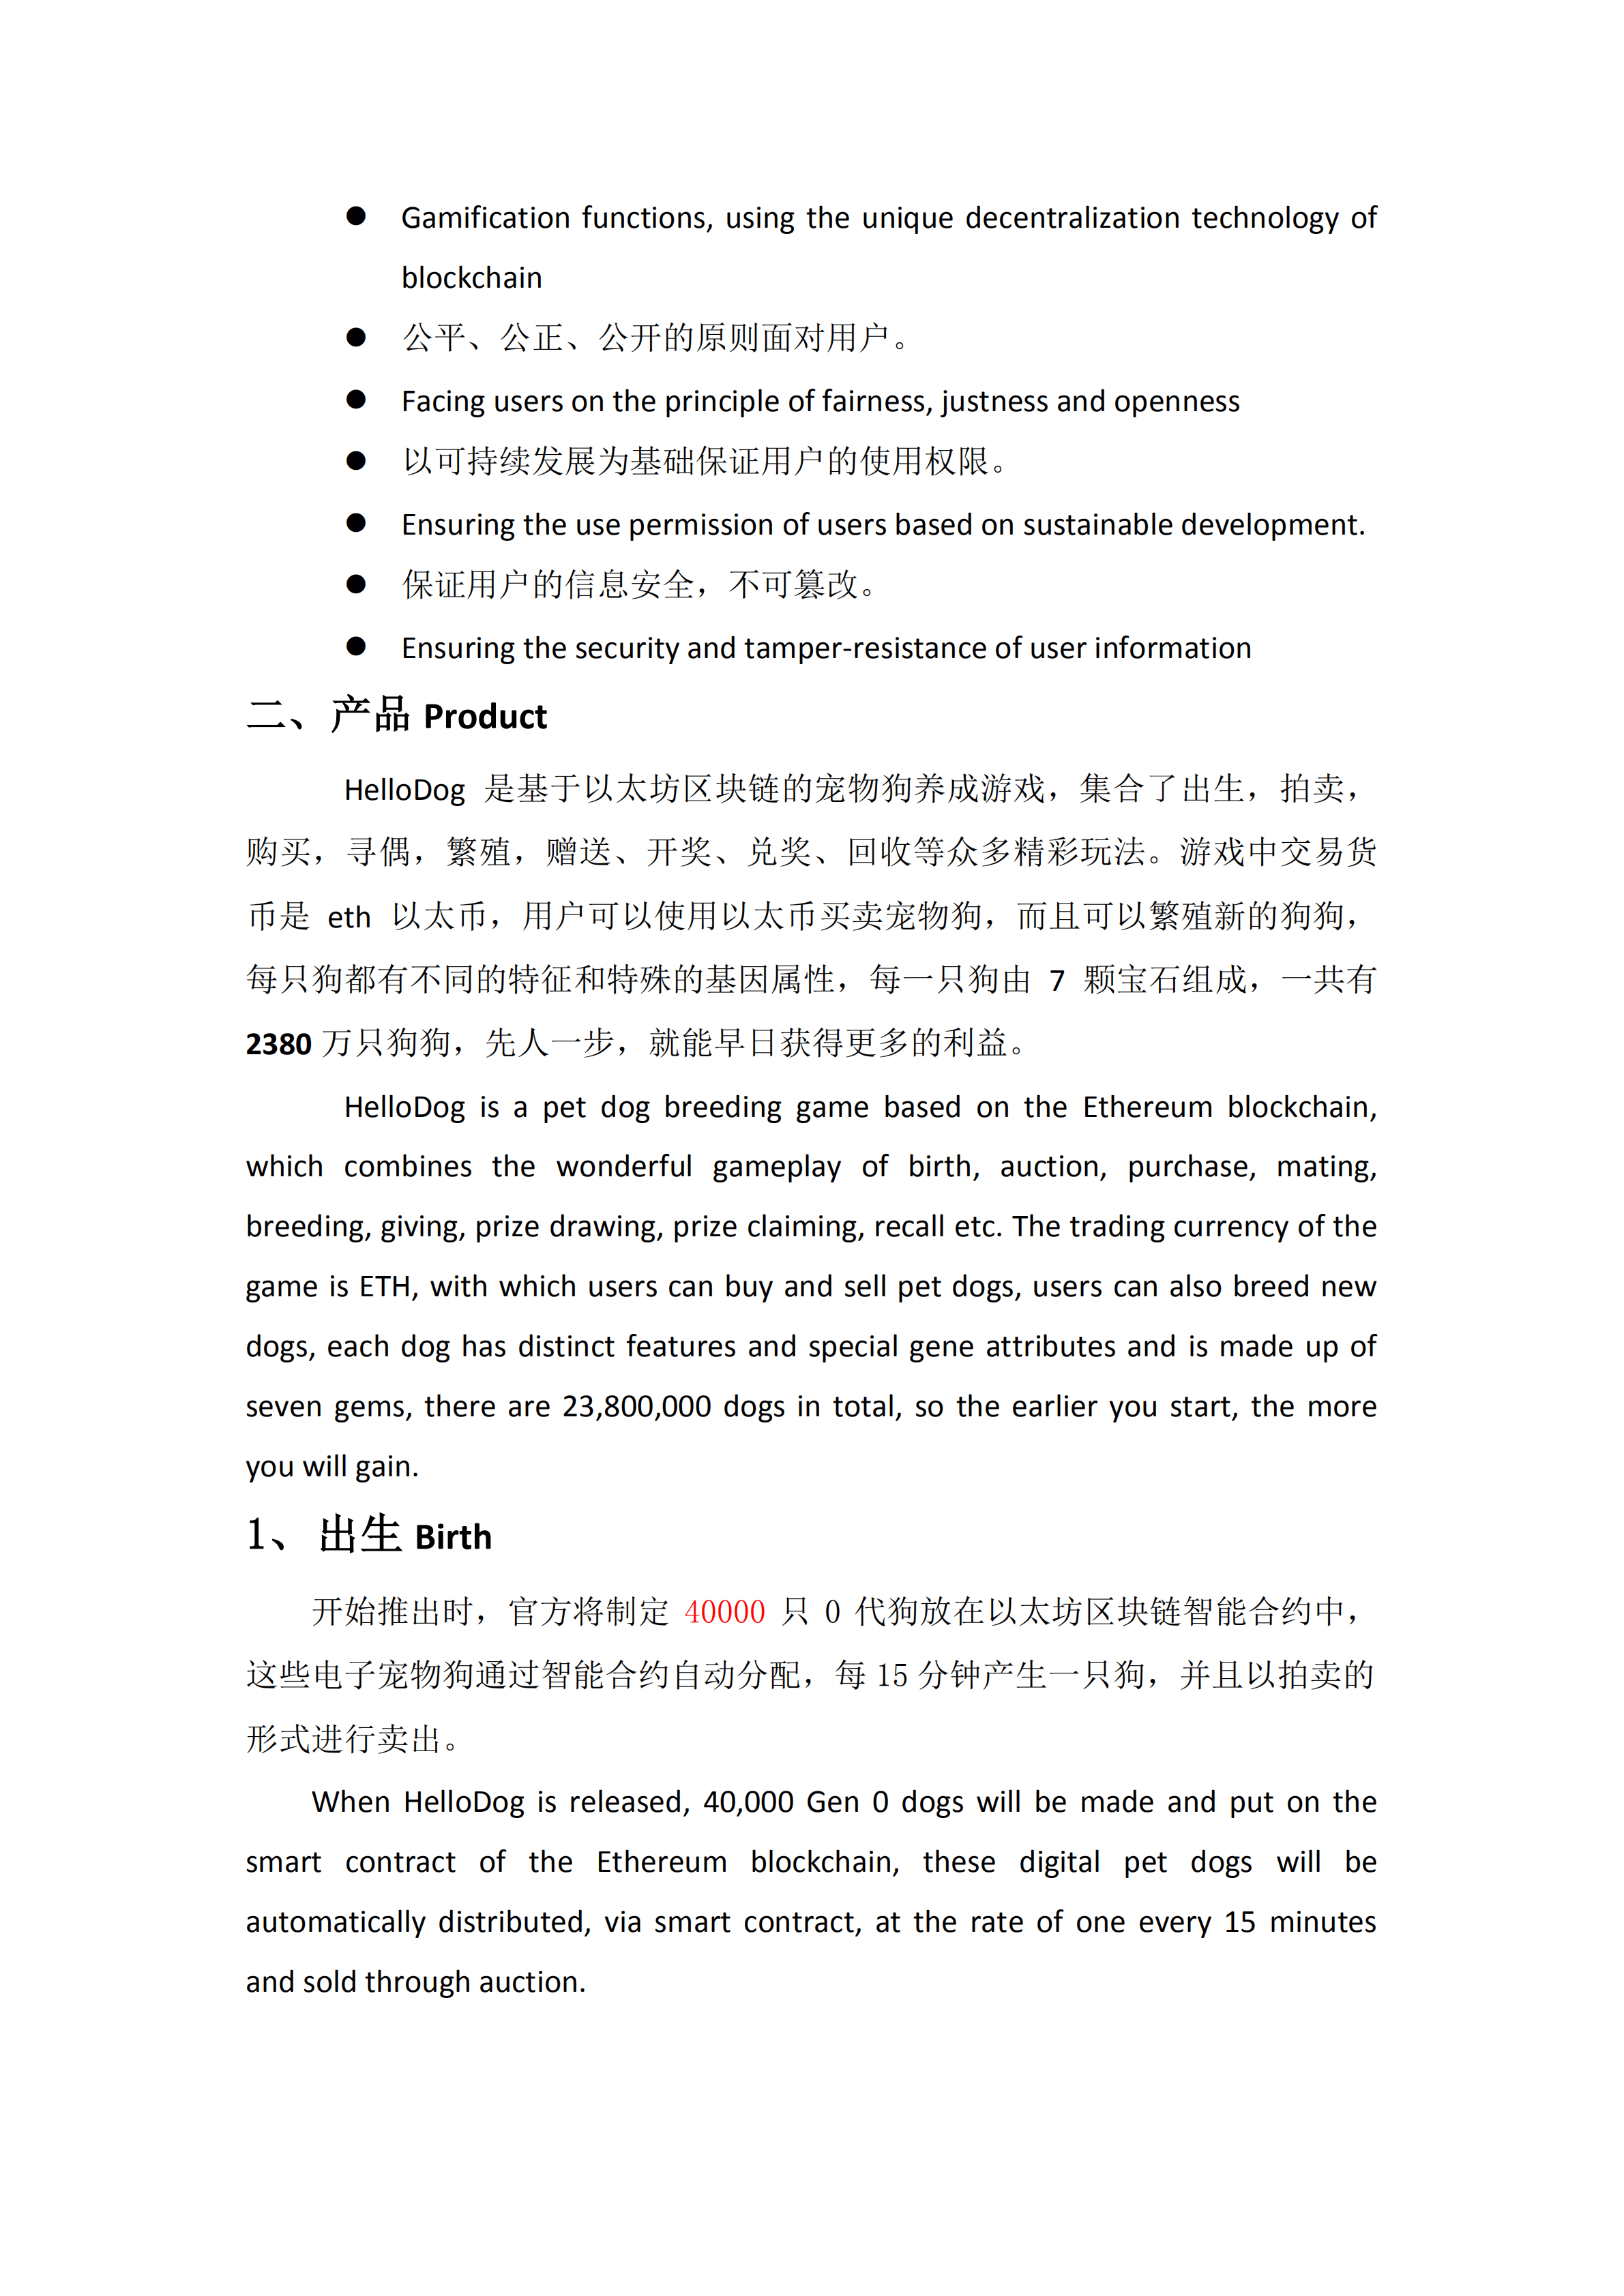 ● Gamification functions, using the unique decentralization technology of
blockchain
● 公平、公正、公开的原则面对用户。
● Facing users on the principle of fairness, justness and openness
● 以可持续发展为基础保证用户的使用权限。
● Ensuring the use permission of users based on sustainable development.
● 保证用户的信息安全，不可篡改。
● Ensuring the security and tamper-resistance of user information
二、产品 Product
HelloDog 是基于以太坊区块链的宠物狗养成游戏，集合了出生，拍卖，
购买，寻偶，繁殖，赠送、开奖、兑奖、回收等众多精彩玩法。游戏中交易货
币是 eth 以太币，用户可以使用以太币买卖宠物狗，而且可以繁殖新的狗狗，
每只狗都有不同的特征和特殊的基因属性，每一只狗由 7 颗宝石组成，一共有
2380 万只狗狗，先人一步，就能早日获得更多的利益。
HelloDog is a pet dog breeding game based on the Ethereum blockchain,
which combines the wonderful gameplay of birth, auction, purchase, mating,
breeding, giving, prize drawing, prize claiming, recall etc. The trading currency of the
game is ETH, with which users can buy and sell pet dogs, users can also breed new
dogs, each dog has distinct features and special gene attributes and is made up of
seven gems, there are 23,800,000 dogs in total, so the earlier you start, the more
you will gain.
1、 出生 Birth
开始推出时，官方将制定 40000 只 0 代狗放在以太坊区块链智能合约中，
这些电子宠物狗通过智能合约自动分配，每 15 分钟产生一只狗，并且以拍卖的
形式进行卖出。
When HelloDog is released, 40,000 Gen 0 dogs will be made and put on the
smart contract of the Ethereum blockchain, these digital pet dogs will be
automatically distributed, via smart contract, at the rate of one every 15 minutes
and sold through auction.